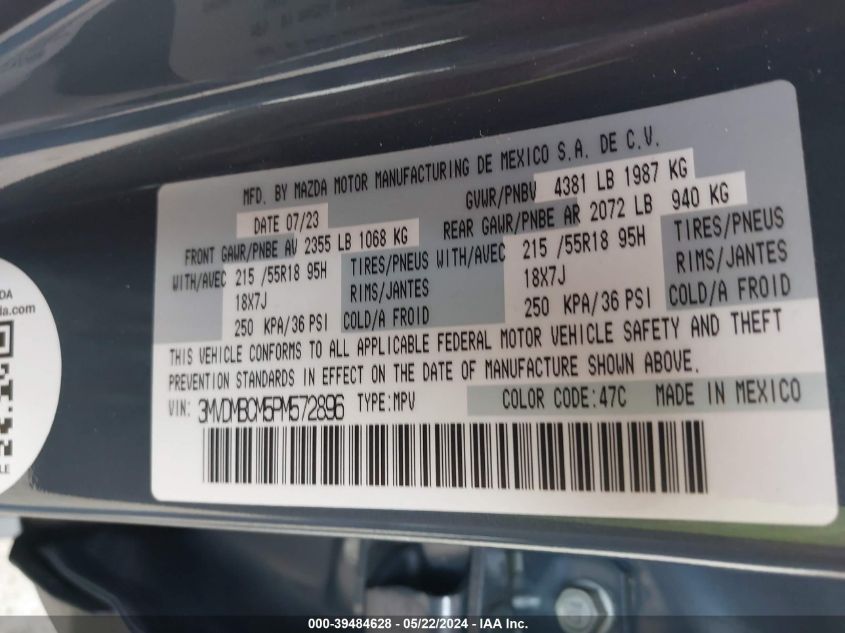 MFD. BY MAZDA MOTOR MANUFACTURING DE MEXICO S.A. DE C.V.
DATE 07/23 GVWR/PNBV 4381 LB 1987 KG
FRONT GAWR/PNBE AV 2355 LB 1068 KG REAR GAWR/PNBE AR 2072 LB 940 KG
WITH/AVEC 215 /55R18 95H TIRES/PNEUS WITH/AVEC 215 /55R18 95H TIRES/PNEUS
18X7J RIMS/JANTES 18X7J RIMS/JANTES
250 KPA/36 PSI COLD/A FROID 250 KPA/36 PSI COLD/A FROID
THIS VEHICLE CONFORMS TO ALL APPLICABLE FEDERAL MOTOR VEHICLE SAFETY AND THEFT
PREVENTION STANDARDS IN EFFECT ON THE DATE OF MANUFACTURE SHOWN ABOVE.
VIN: 3MVDMBCM5PM572896 TYPE:MPV COLOR CODE:47C MADE IN MEXICO
DA
da.com
LE
000-39484628 - 05/22/2024 - IAA Inc.